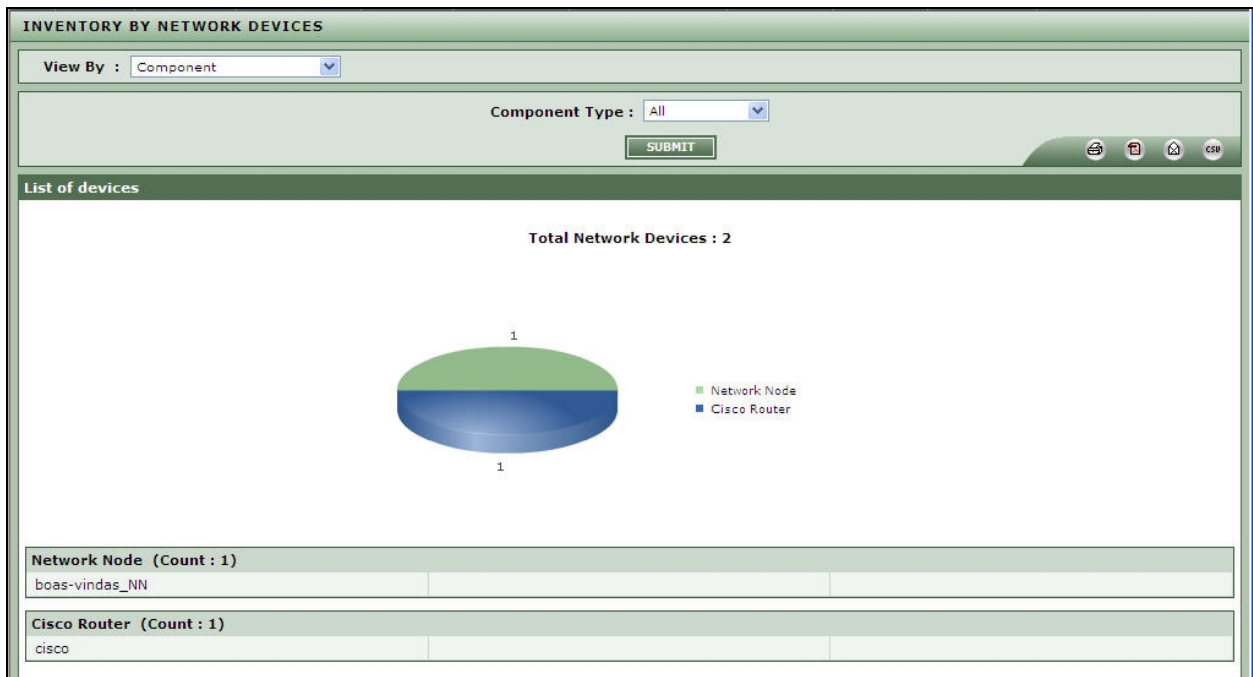 INVENTORY BY NETWORK DEVICES
View By : Component
Component Type : All
SUBMIT
CSV
List of devices
Total Network Devices : 2
1
Network Node
Cisco Router
1
Network Node (Count : 1)
boas-vindas_NN
Cisco Router (Count : 1)
cisco